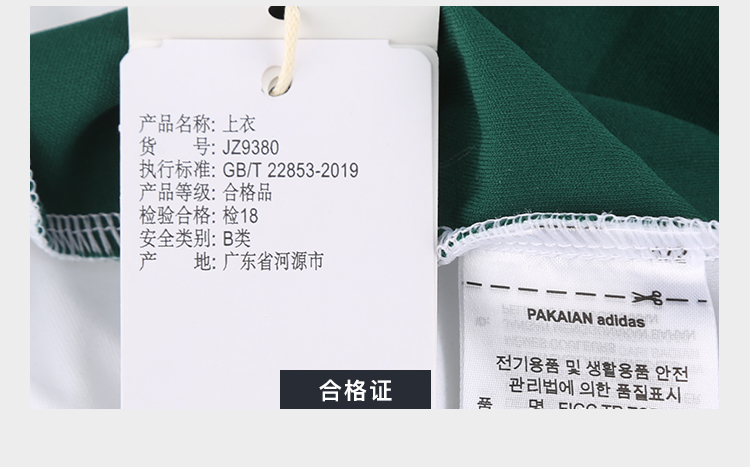 产品名称: 上衣
货 号: JZ9380
执行标准: GB/T 22853-2019
产品等级: 合格品
检验合格: 检18
安全类别: B类
产 地: 广东省河源市
合格证
PAKAIAN adidas
전기용품 및 생활용품 안전
관리법에 의한 품질표시
품 명